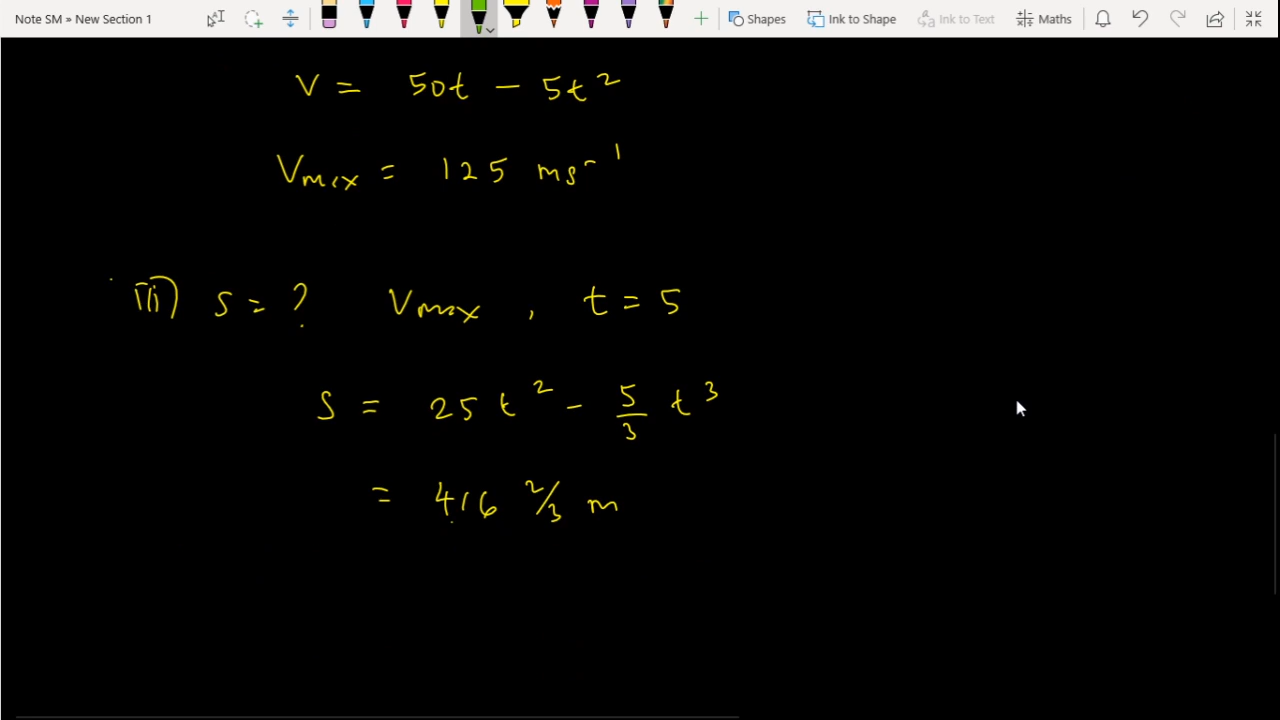 Note SM » New Section 1
Shapes Ink to Shape Ink to Text Maths
V = 50t - 5t²
Vmax = 125 ms⁻¹
iii) s = ? Vmax , t = 5
s = 25t² - 5/3 t³
= 416 2/3 m